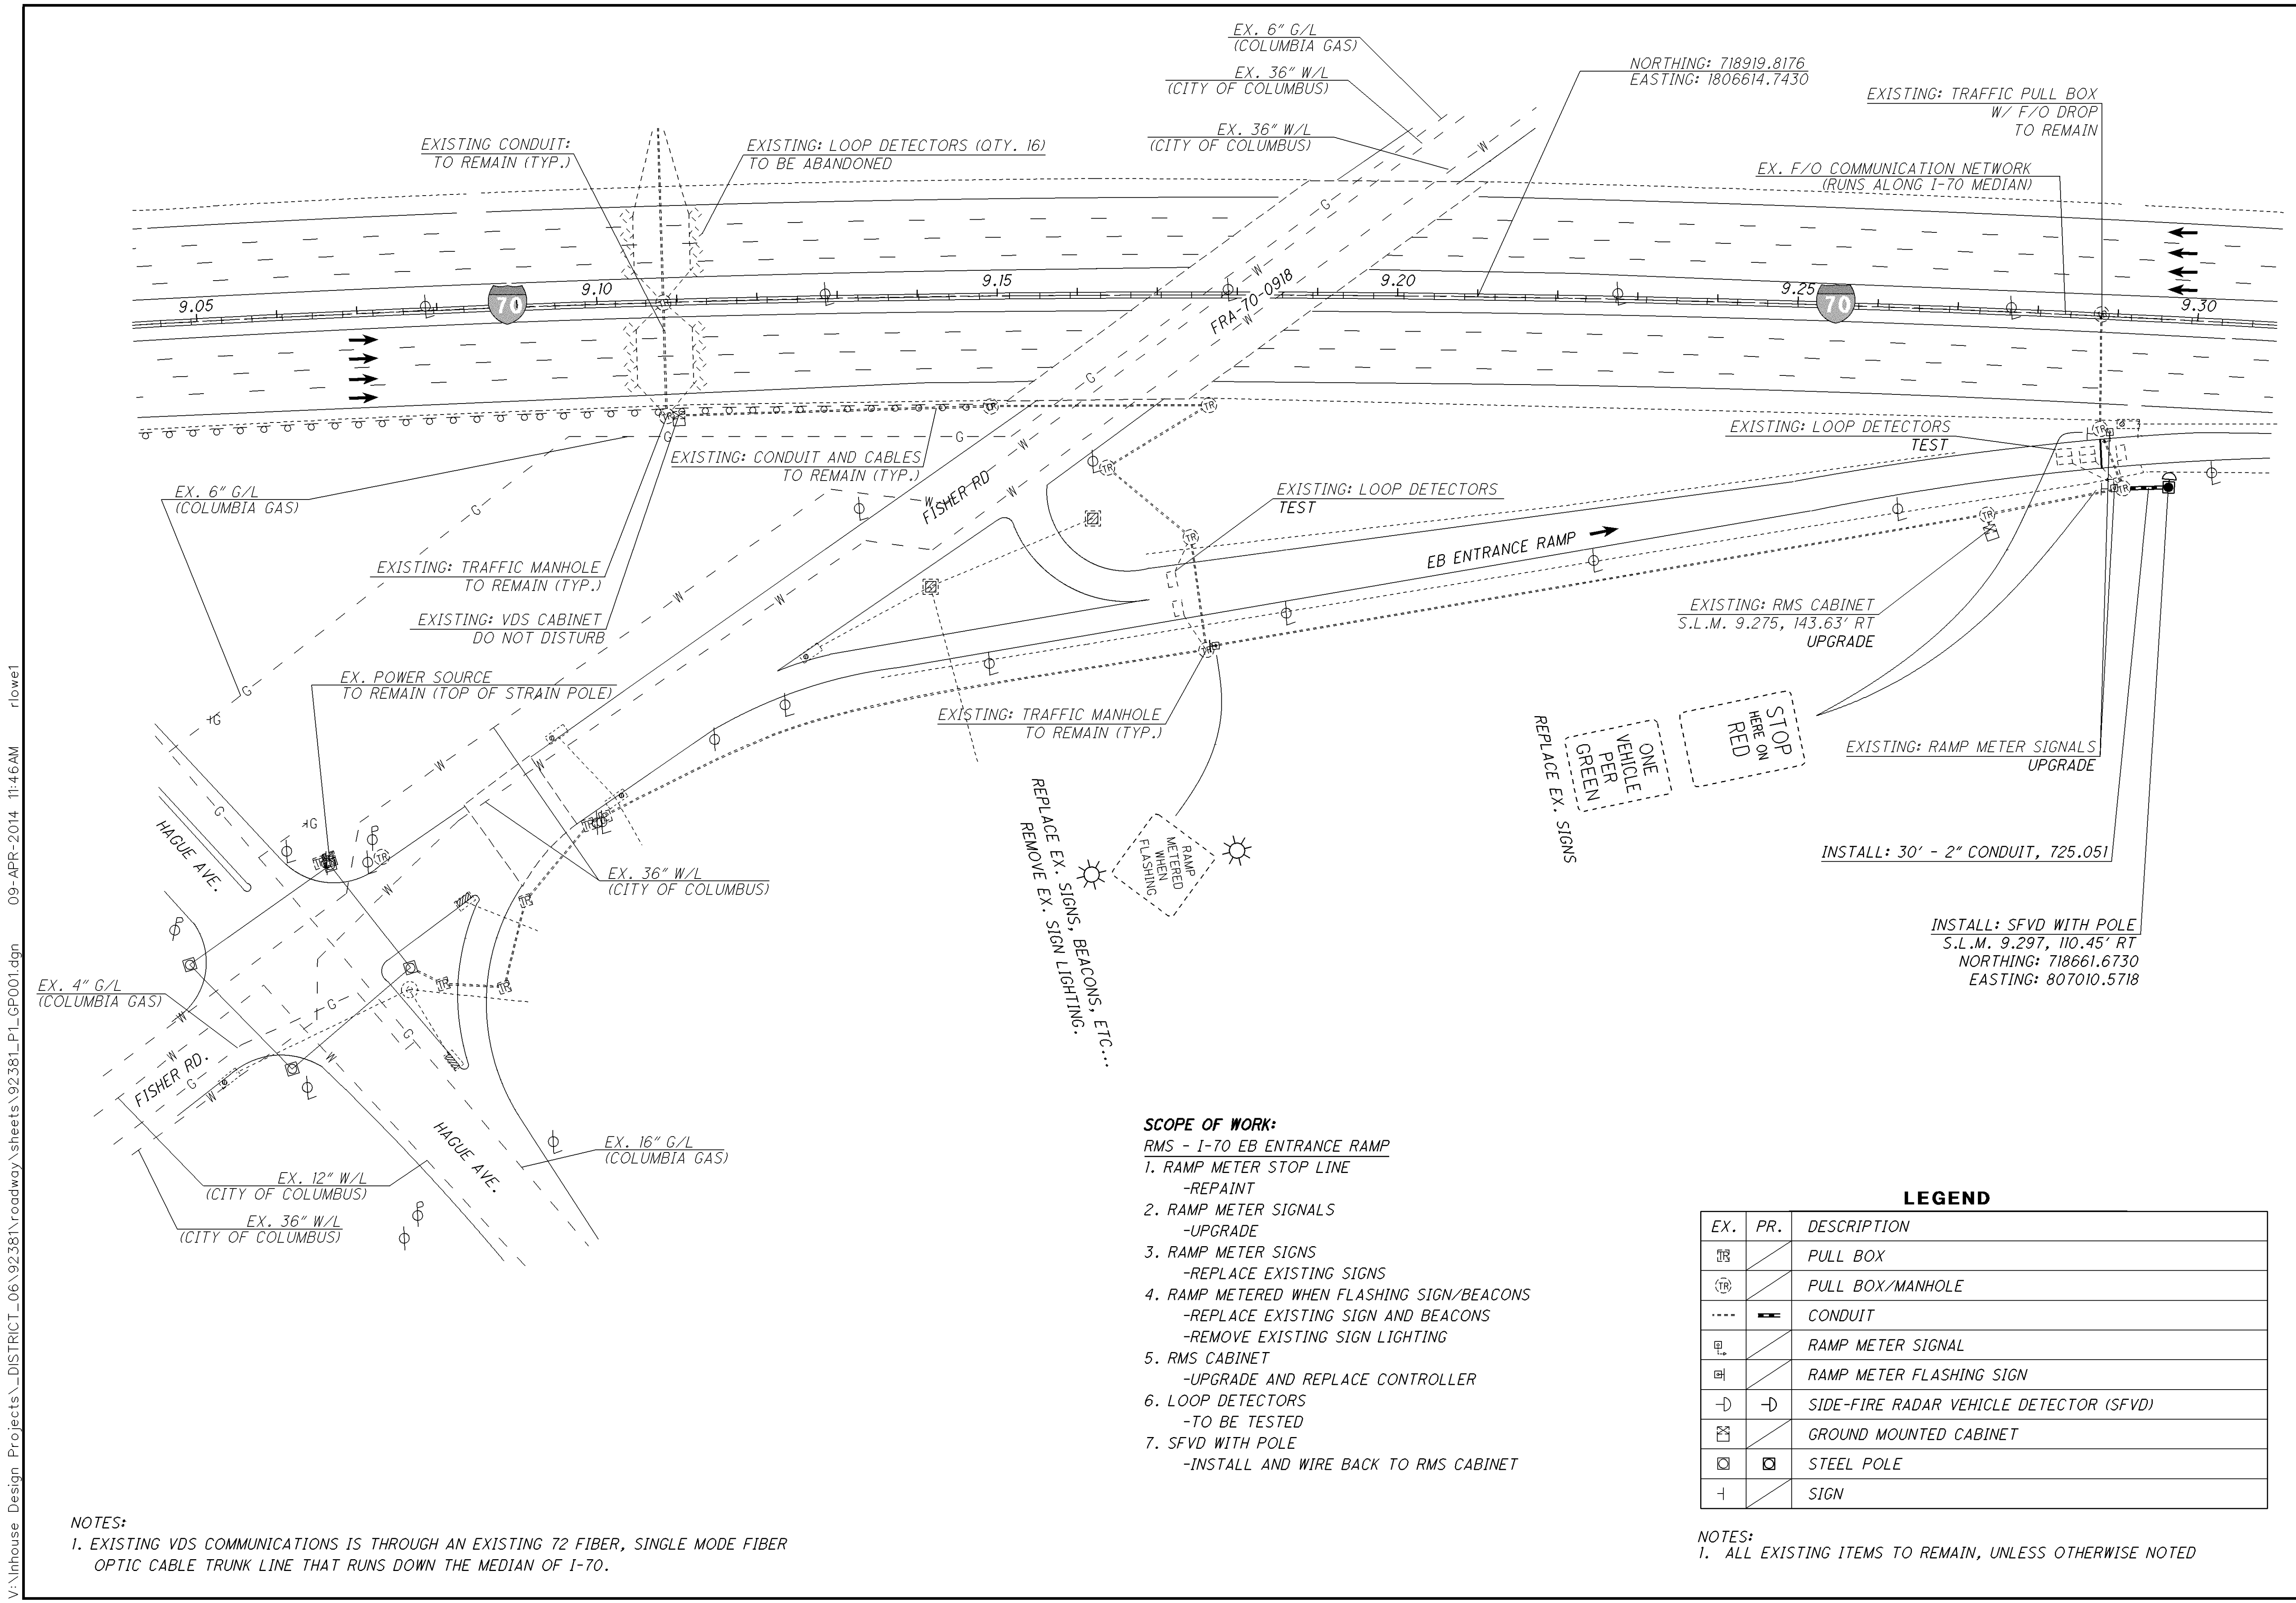 EX. 6" G/L
(COLUMBIA GAS)
EX. 36" W/L
(CITY OF COLUMBUS)
EX. 36" W/L
(CITY OF COLUMBUS)
NORTHING: 718919.8176
EASTING: 1806614.7430
EXISTING: TRAFFIC PULL BOX
W/ F/O DROP
TO REMAIN
EX. F/O COMMUNICATION NETWORK
(RUNS ALONG I-70 MEDIAN)
EXISTING CONDUIT:
TO REMAIN (TYP.)
EXISTING: LOOP DETECTORS (QTY. 16)
TO BE ABANDONED
9.05
70
9.10
9.15
FRA-70-0918
9.20
9.25
70
9.30
EXISTING: CONDUIT AND CABLES
TO REMAIN (TYP.)
FISHER RD
EXISTING: LOOP DETECTORS
TEST
EXISTING: LOOP DETECTORS
TEST
EX. 6" G/L
(COLUMBIA GAS)
EXISTING: TRAFFIC MANHOLE
TO REMAIN (TYP.)
EXISTING: VDS CABINET
DO NOT DISTURB
EX. POWER SOURCE
TO REMAIN (TOP OF STRAIN POLE)
EB ENTRANCE RAMP
EXISTING: RMS CABINET
S.L.M. 9.275, 143.63' RT
UPGRADE
EXISTING: TRAFFIC MANHOLE
TO REMAIN (TYP.)
REPLACE EX. SIGNS
ONE
VEHICLE
PER
GREEN
STOP
HERE ON
RED
EXISTING: RAMP METER SIGNALS
UPGRADE
HAGUE AVE.
REPLACE EX. SIGNS, BEACONS, ETC...
REMOVE EX. SIGN LIGHTING.
RAMP
METERED
WHEN
FLASHING
INSTALL: 30' - 2" CONDUIT, 725.051
EX. 36" W/L
(CITY OF COLUMBUS)
INSTALL: SFVD WITH POLE
S.L.M. 9.297, 110.45' RT
NORTHING: 718661.6730
EASTING: 807010.5718
EX. 4" G/L
(COLUMBIA GAS)
FISHER RD.
HAGUE AVE.
EX. 16" G/L
(COLUMBIA GAS)
EX. 12" W/L
(CITY OF COLUMBUS)
EX. 36" W/L
(CITY OF COLUMBUS)
SCOPE OF WORK:
RMS - I-70 EB ENTRANCE RAMP
1. RAMP METER STOP LINE
-REPAINT
2. RAMP METER SIGNALS
-UPGRADE
3. RAMP METER SIGNS
-REPLACE EXISTING SIGNS
4. RAMP METERED WHEN FLASHING SIGN/BEACONS
-REPLACE EXISTING SIGN AND BEACONS
-REMOVE EXISTING SIGN LIGHTING
5. RMS CABINET
-UPGRADE AND REPLACE CONTROLLER
6. LOOP DETECTORS
-TO BE TESTED
7. SFVD WITH POLE
-INSTALL AND WIRE BACK TO RMS CABINET
LEGEND
EX. PR. DESCRIPTION
TR PULL BOX
TR PULL BOX/MANHOLE
CONDUIT
RAMP METER SIGNAL
RAMP METER FLASHING SIGN
SIDE-FIRE RADAR VEHICLE DETECTOR (SFVD)
GROUND MOUNTED CABINET
STEEL POLE
SIGN
NOTES:
1. ALL EXISTING ITEMS TO REMAIN, UNLESS OTHERWISE NOTED
NOTES:
1. EXISTING VDS COMMUNICATIONS IS THROUGH AN EXISTING 72 FIBER, SINGLE MODE FIBER
OPTIC CABLE TRUNK LINE THAT RUNS DOWN THE MEDIAN OF I-70.
V:\Inhouse Design Projects\_DISTRICT_06\92381\roadway\sheets\92381_P1_GP001.dgn 09-APR-2014 11:46AM rlowe1